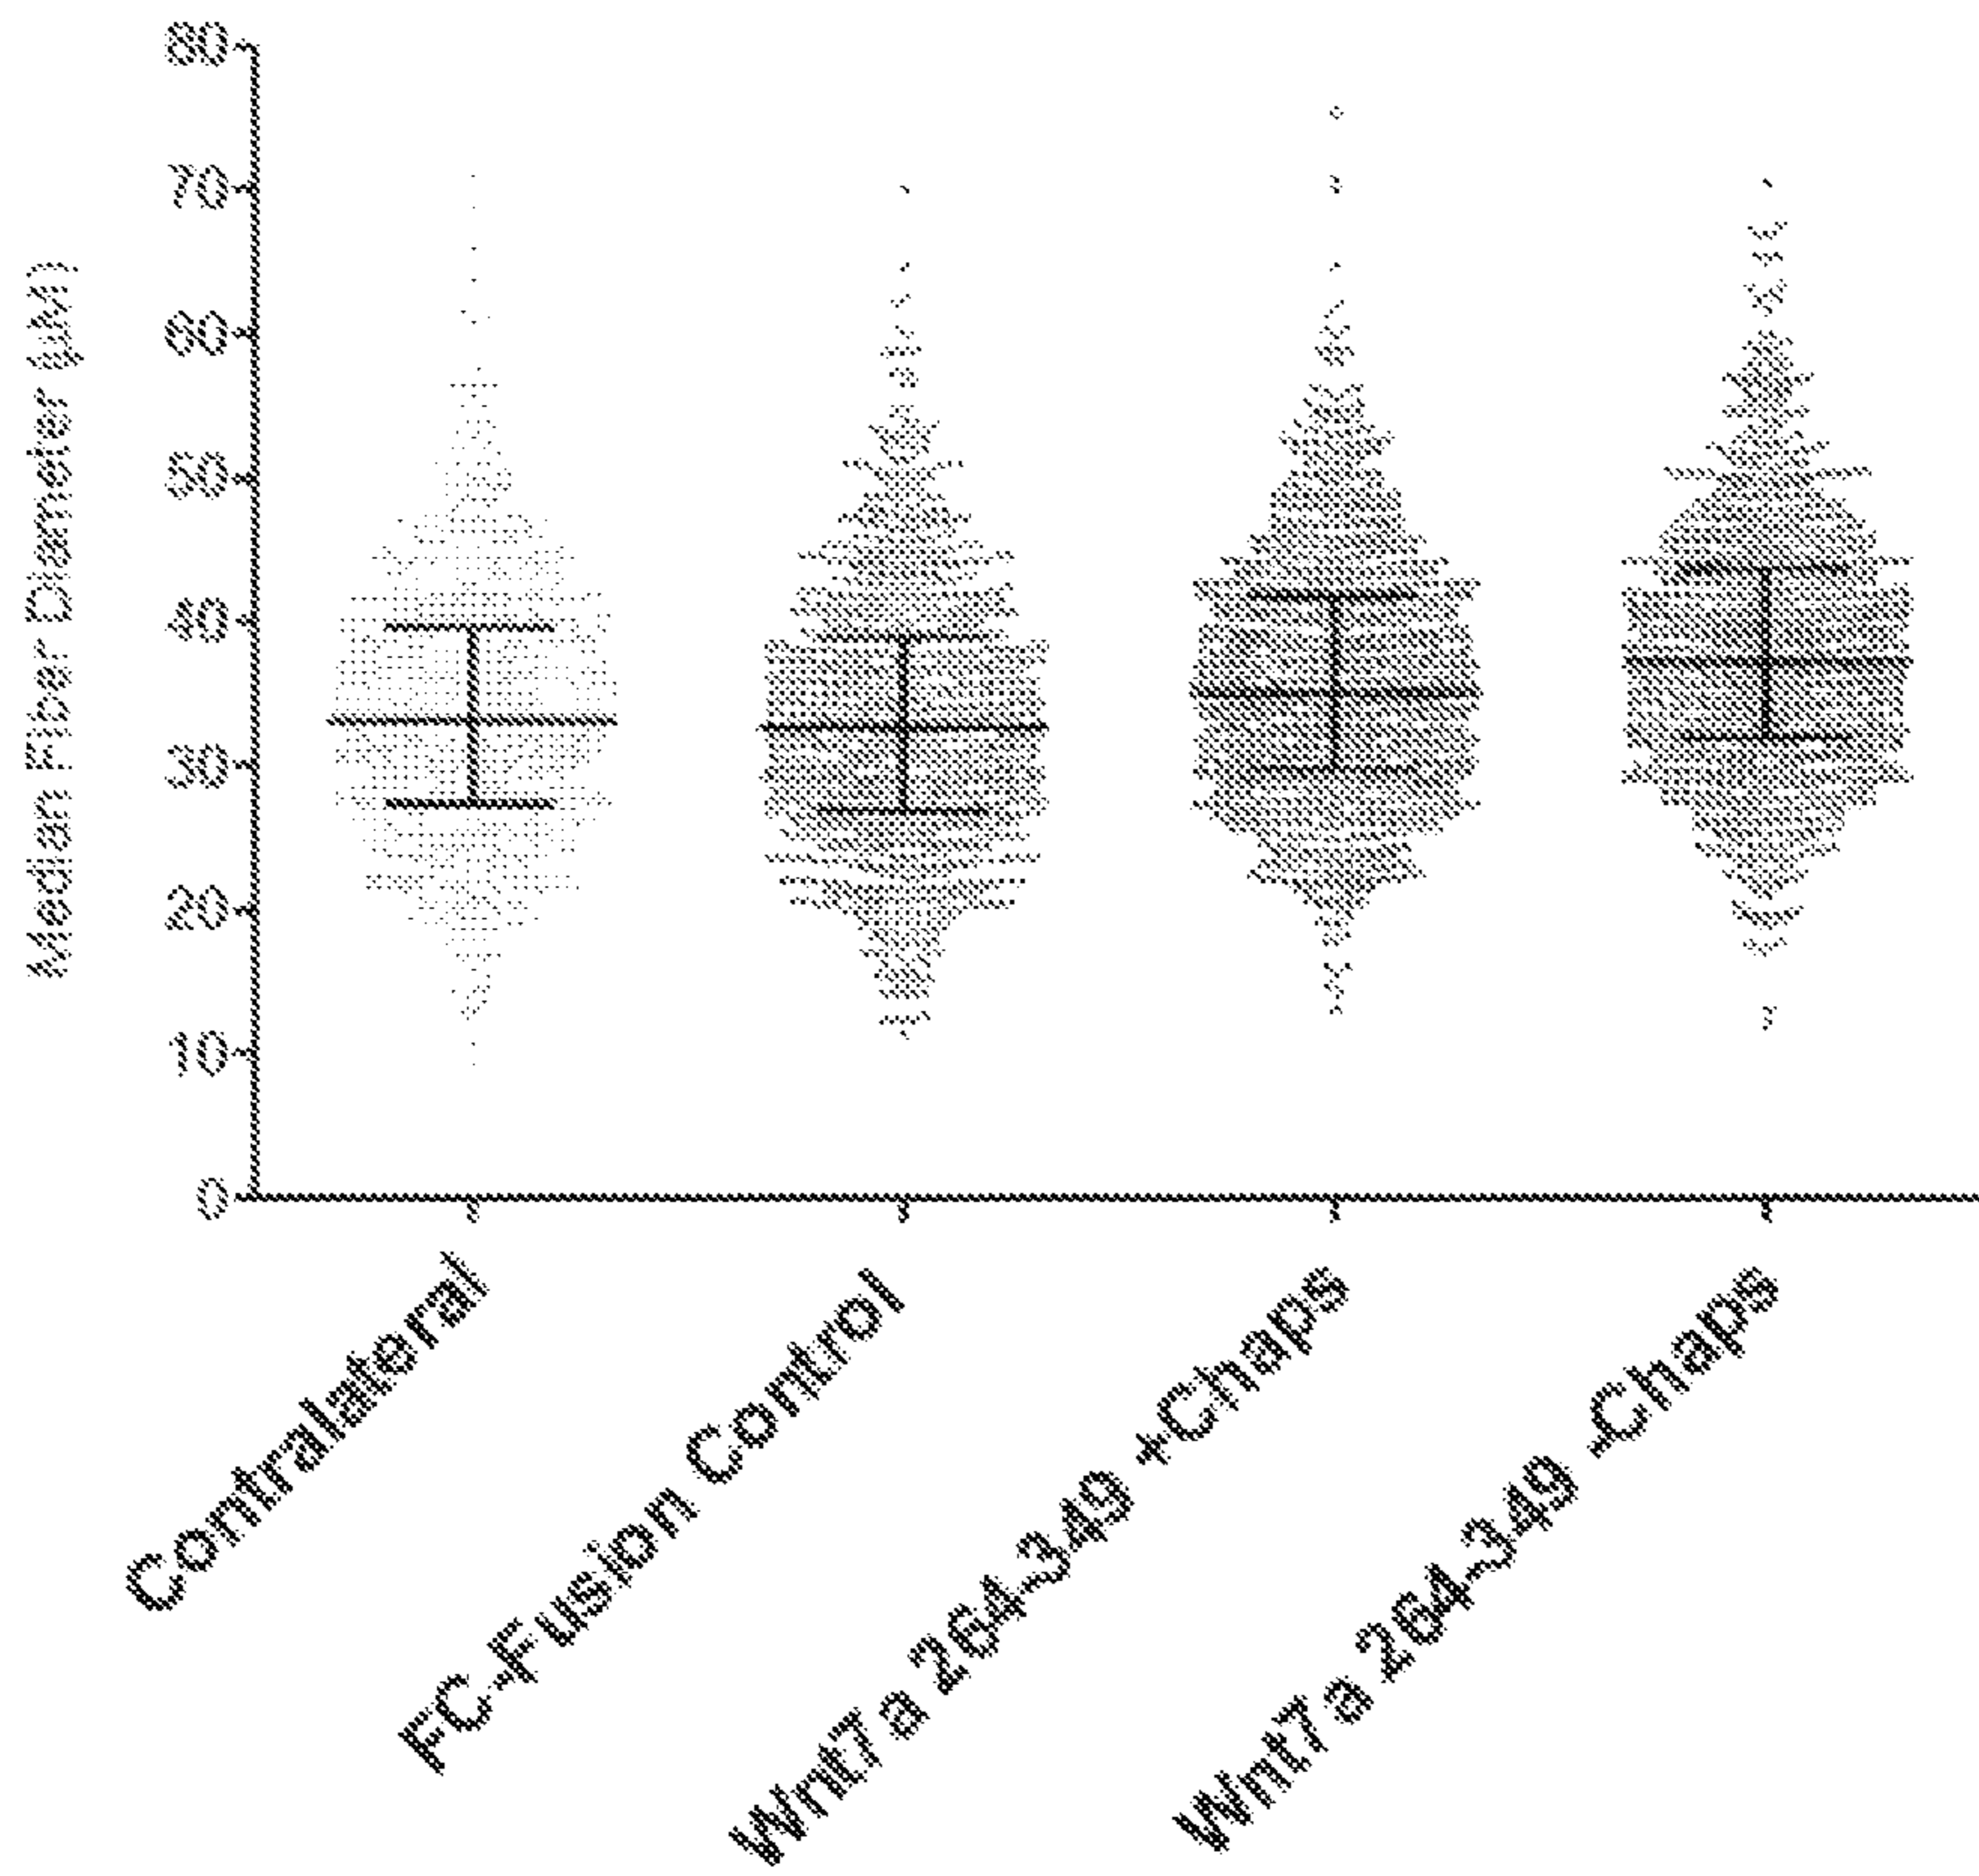 80
70
60
50
40
30
20
10
0
Median Fiber Diameter (µM)
Contralateral
FC-Fusion Control
Wnt7a 264-349 +Chaps
Wnt7a 264-349 -Chaps